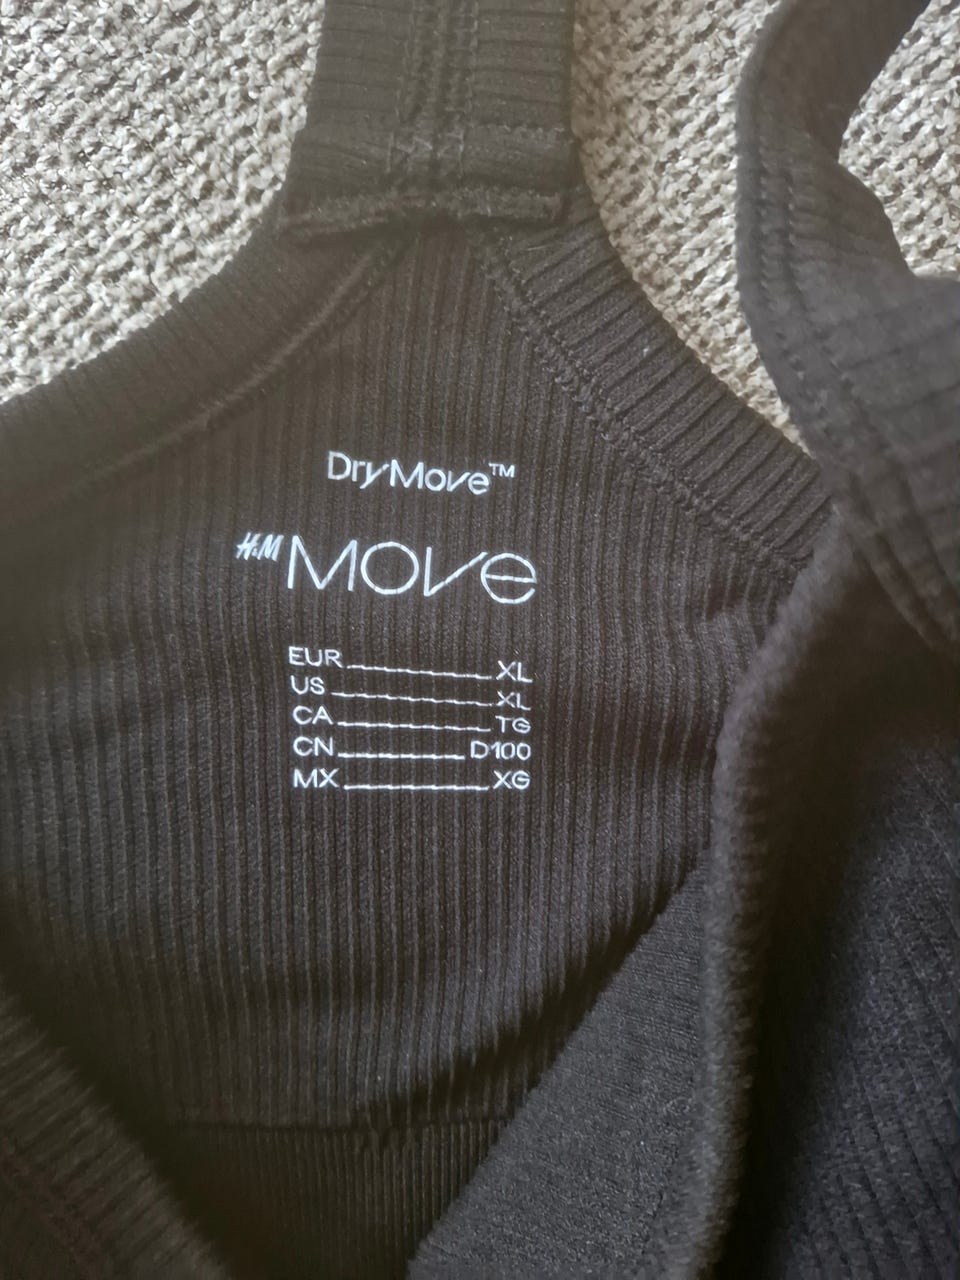 DryMove™
H&M MOVE
EUR XL
US XL
CA TG
CN D100
MX XG